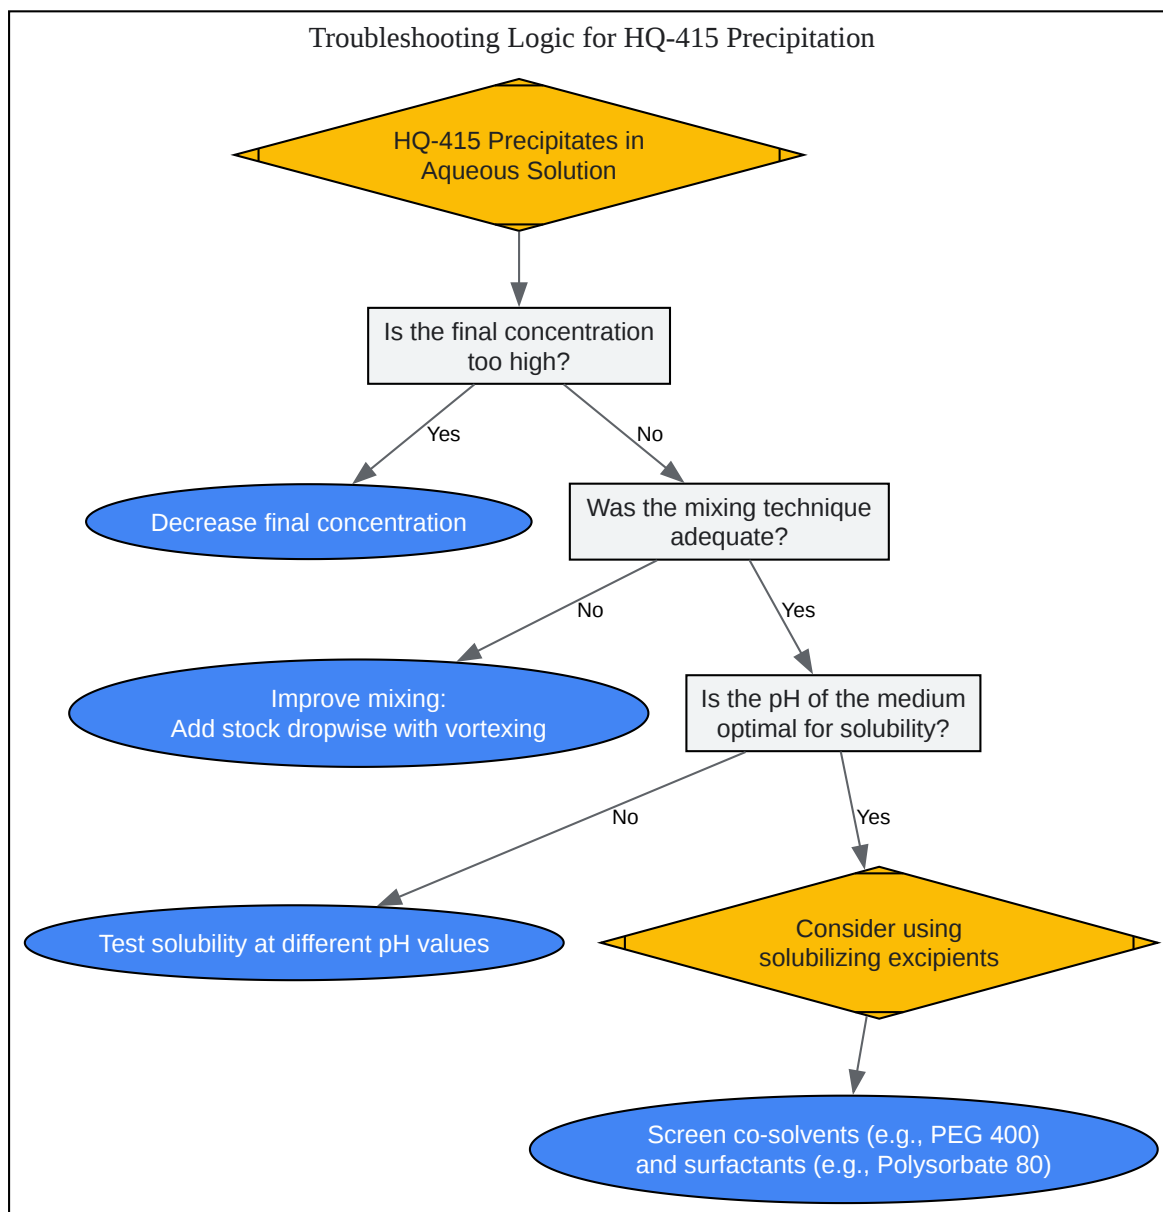 Troubleshooting Logic for HQ-415 Precipitation
HQ-415 Precipitates in
Aqueous Solution
Is the final concentration
too high?
Yes
No
Decrease final concentration
Was the mixing technique
adequate?
No
Yes
Improve mixing:
Add stock dropwise with vortexing
Is the pH of the medium
optimal for solubility?
No
Yes
Test solubility at different pH values
Consider using
solubilizing excipients
Screen co-solvents (e.g., PEG 400)
and surfactants (e.g., Polysorbate 80)